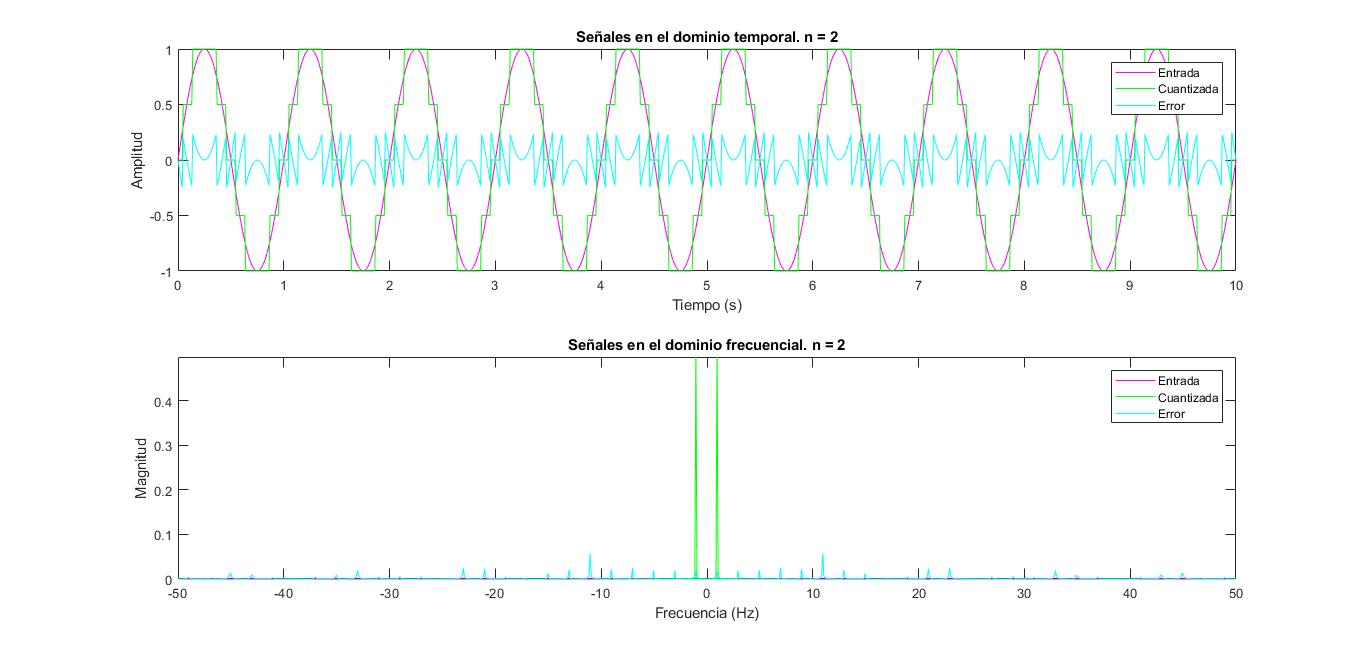 Señales en el dominio temporal. n = 2
Amplitud
1
0.5
0
-0.5
-1
Entrada
Cuantizada
Error
0 1 2 3 4 5 6 7 8 9 10
Tiempo (s)
Señales en el dominio frecuencial. n = 2
Magnitud
0.4
0.3
0.2
0.1
0
Entrada
Cuantizada
Error
-50 -40 -30 -20 -10 0 10 20 30 40 50
Frecuencia (Hz)